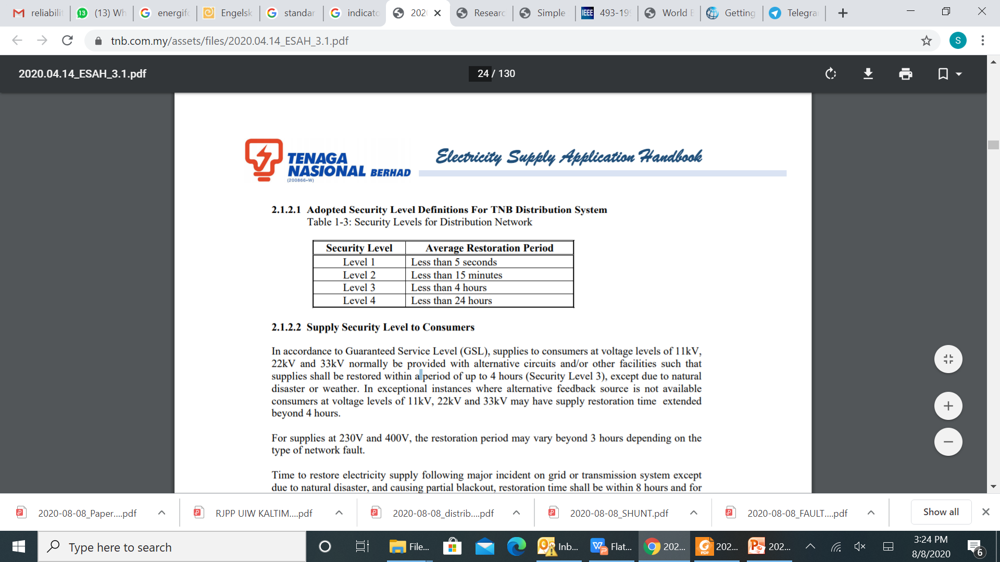 reliabilit
13
(13) Wh
energifo
Engelsk
standar
indicato
202
Researc
Simple
IEEE 493-19
World B
Getting
Telegra
tnb.com.my/assets/files/2020.04.14_ESAH_3.1.pdf
S
2020.04.14_ESAH_3.1.pdf
24 / 130
TENAGA
NASIONAL BERHAD
(200866-W)
Electricity Supply Application Handbook
2.1.2.1 Adopted Security Level Definitions For TNB Distribution System
Table 1-3: Security Levels for Distribution Network
Security Level Average Restoration Period
Level 1 Less than 5 seconds
Level 2 Less than 15 minutes
Level 3 Less than 4 hours
Level 4 Less than 24 hours
2.1.2.2 Supply Security Level to Consumers
In accordance to Guaranteed Service Level (GSL), supplies to consumers at voltage levels of 11kV,
22kV and 33kV normally be provided with alternative circuits and/or other facilities such that
supplies shall be restored within a period of up to 4 hours (Security Level 3), except due to natural
disaster or weather. In exceptional instances where alternative feedback source is not available
consumers at voltage levels of 11kV, 22kV and 33kV may have supply restoration time extended
beyond 4 hours.
For supplies at 230V and 400V, the restoration period may vary beyond 3 hours depending on the
type of network fault.
Time to restore electricity supply following major incident on grid or transmission system except
due to natural disaster, and causing partial blackout, restoration time shall be within 8 hours and for
2020-08-08_Paper....pdf
RJPP UIW KALTIM....pdf
2020-08-08_distrib....pdf
2020-08-08_SHUNT.pdf
2020-08-08_FAULT....pdf
Show all
Type here to search
File...
Inb...
Flat...
202...
202...
202...
3:24 PM
8/8/2020
6